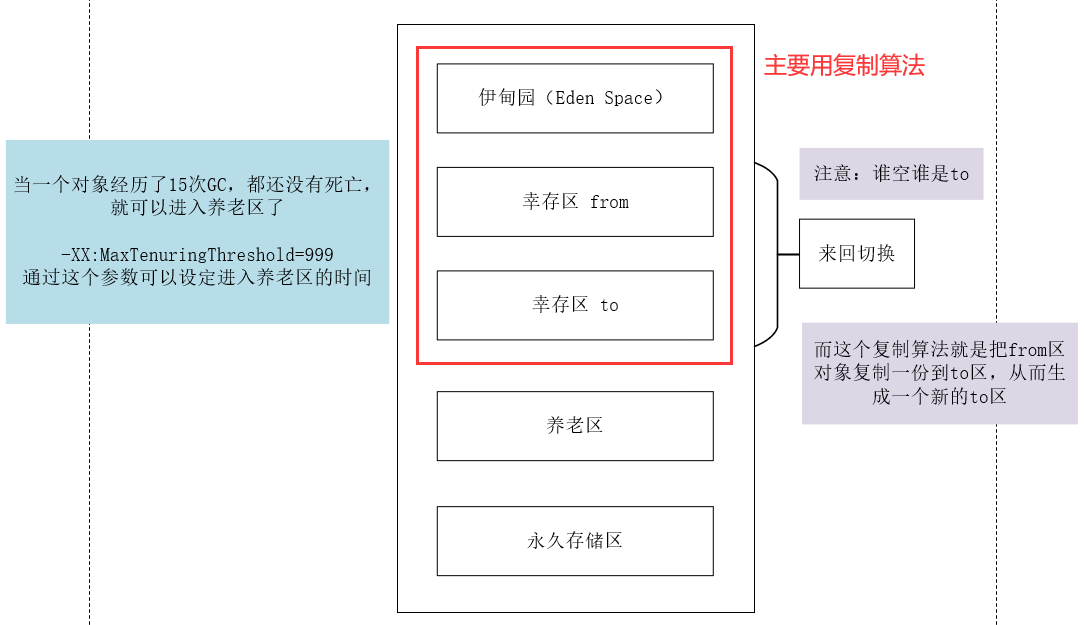 主要用复制算法
伊甸园（Eden Space）
当一个对象经历了15次GC，都还没有死亡，
就可以进入养老区了
-XX:MaxTenuringThreshold=999
通过这个参数可以设定进入养老区的时间
幸存区 from
注意：谁空谁是to
来回切换
幸存区 to
而这个复制算法就是把from区
对象复制一份到to区，从而生
成一个新的to区
养老区
永久存储区